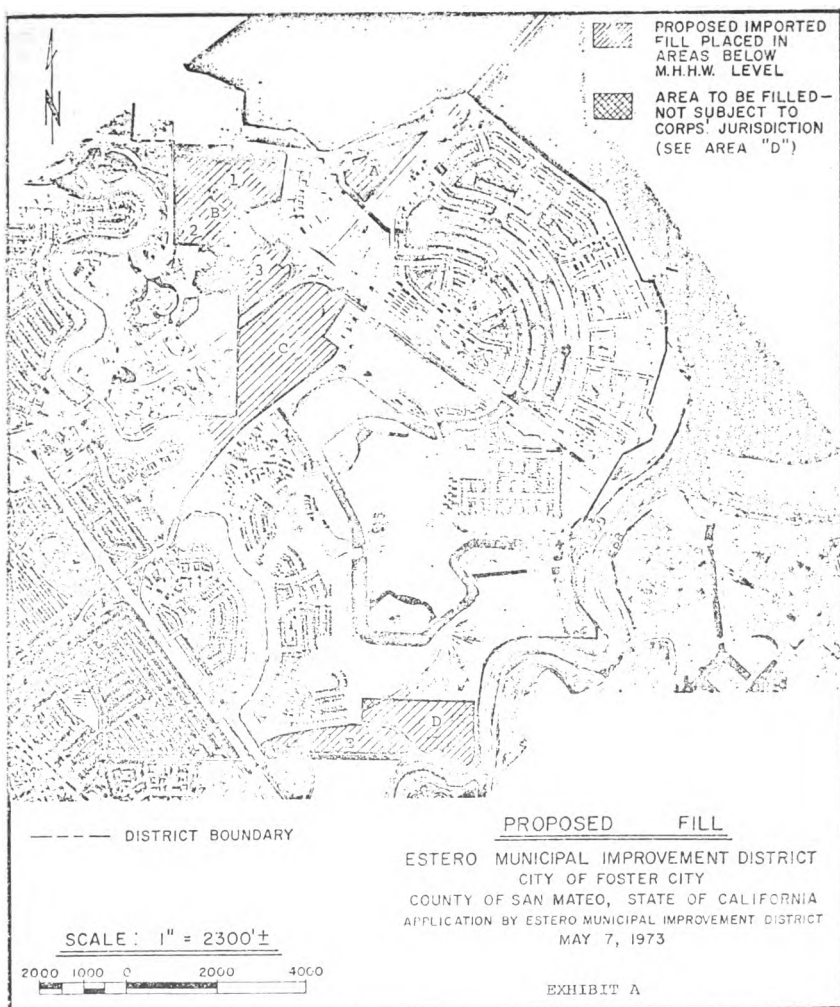 N
PROPOSED IMPORTED
FILL PLACED IN
AREAS BELOW
M.H.H.W. LEVEL
AREA TO BE FILLED—
NOT SUBJECT TO
CORPS' JURISDICTION
(SEE AREA "D")
A
1
B
2
3
C
D
DISTRICT BOUNDARY
PROPOSED FILL
ESTERO MUNICIPAL IMPROVEMENT DISTRICT
CITY OF FOSTER CITY
COUNTY OF SAN MATEO, STATE OF CALIFORNIA
APPLICATION BY ESTERO MUNICIPAL IMPROVEMENT DISTRICT
MAY 7, 1973
SCALE: 1" = 2300'±
2000 1000 0 2000 4000
EXHIBIT A